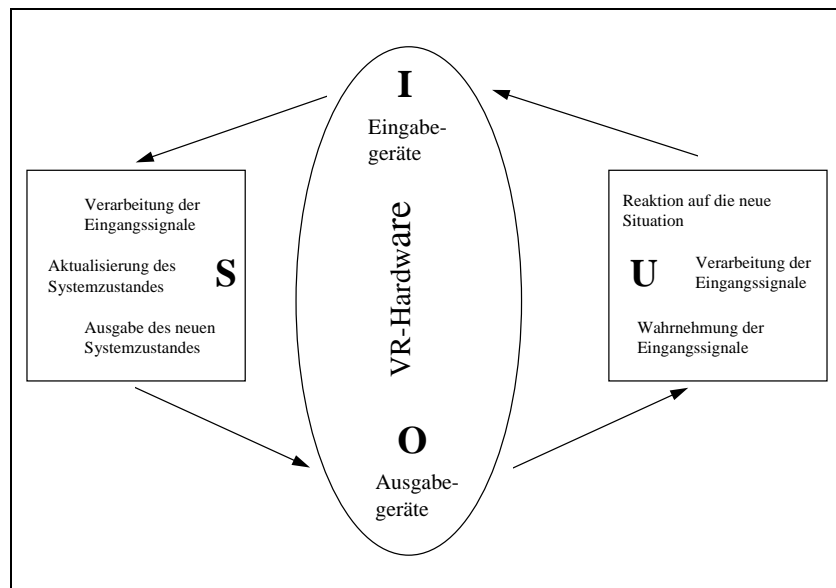 I
Eingabe-
geräte
Verarbeitung der
Eingangssignale
Aktualisierung des
Systemzustandes
S
Ausgabe des neuen
Systemzustandes
VR-Hardware
Reaktion auf die neue
Situation
U
Verarbeitung der
Eingangssignale
Wahrnehmung der
Eingangssignale
O
Ausgabe-
geräte